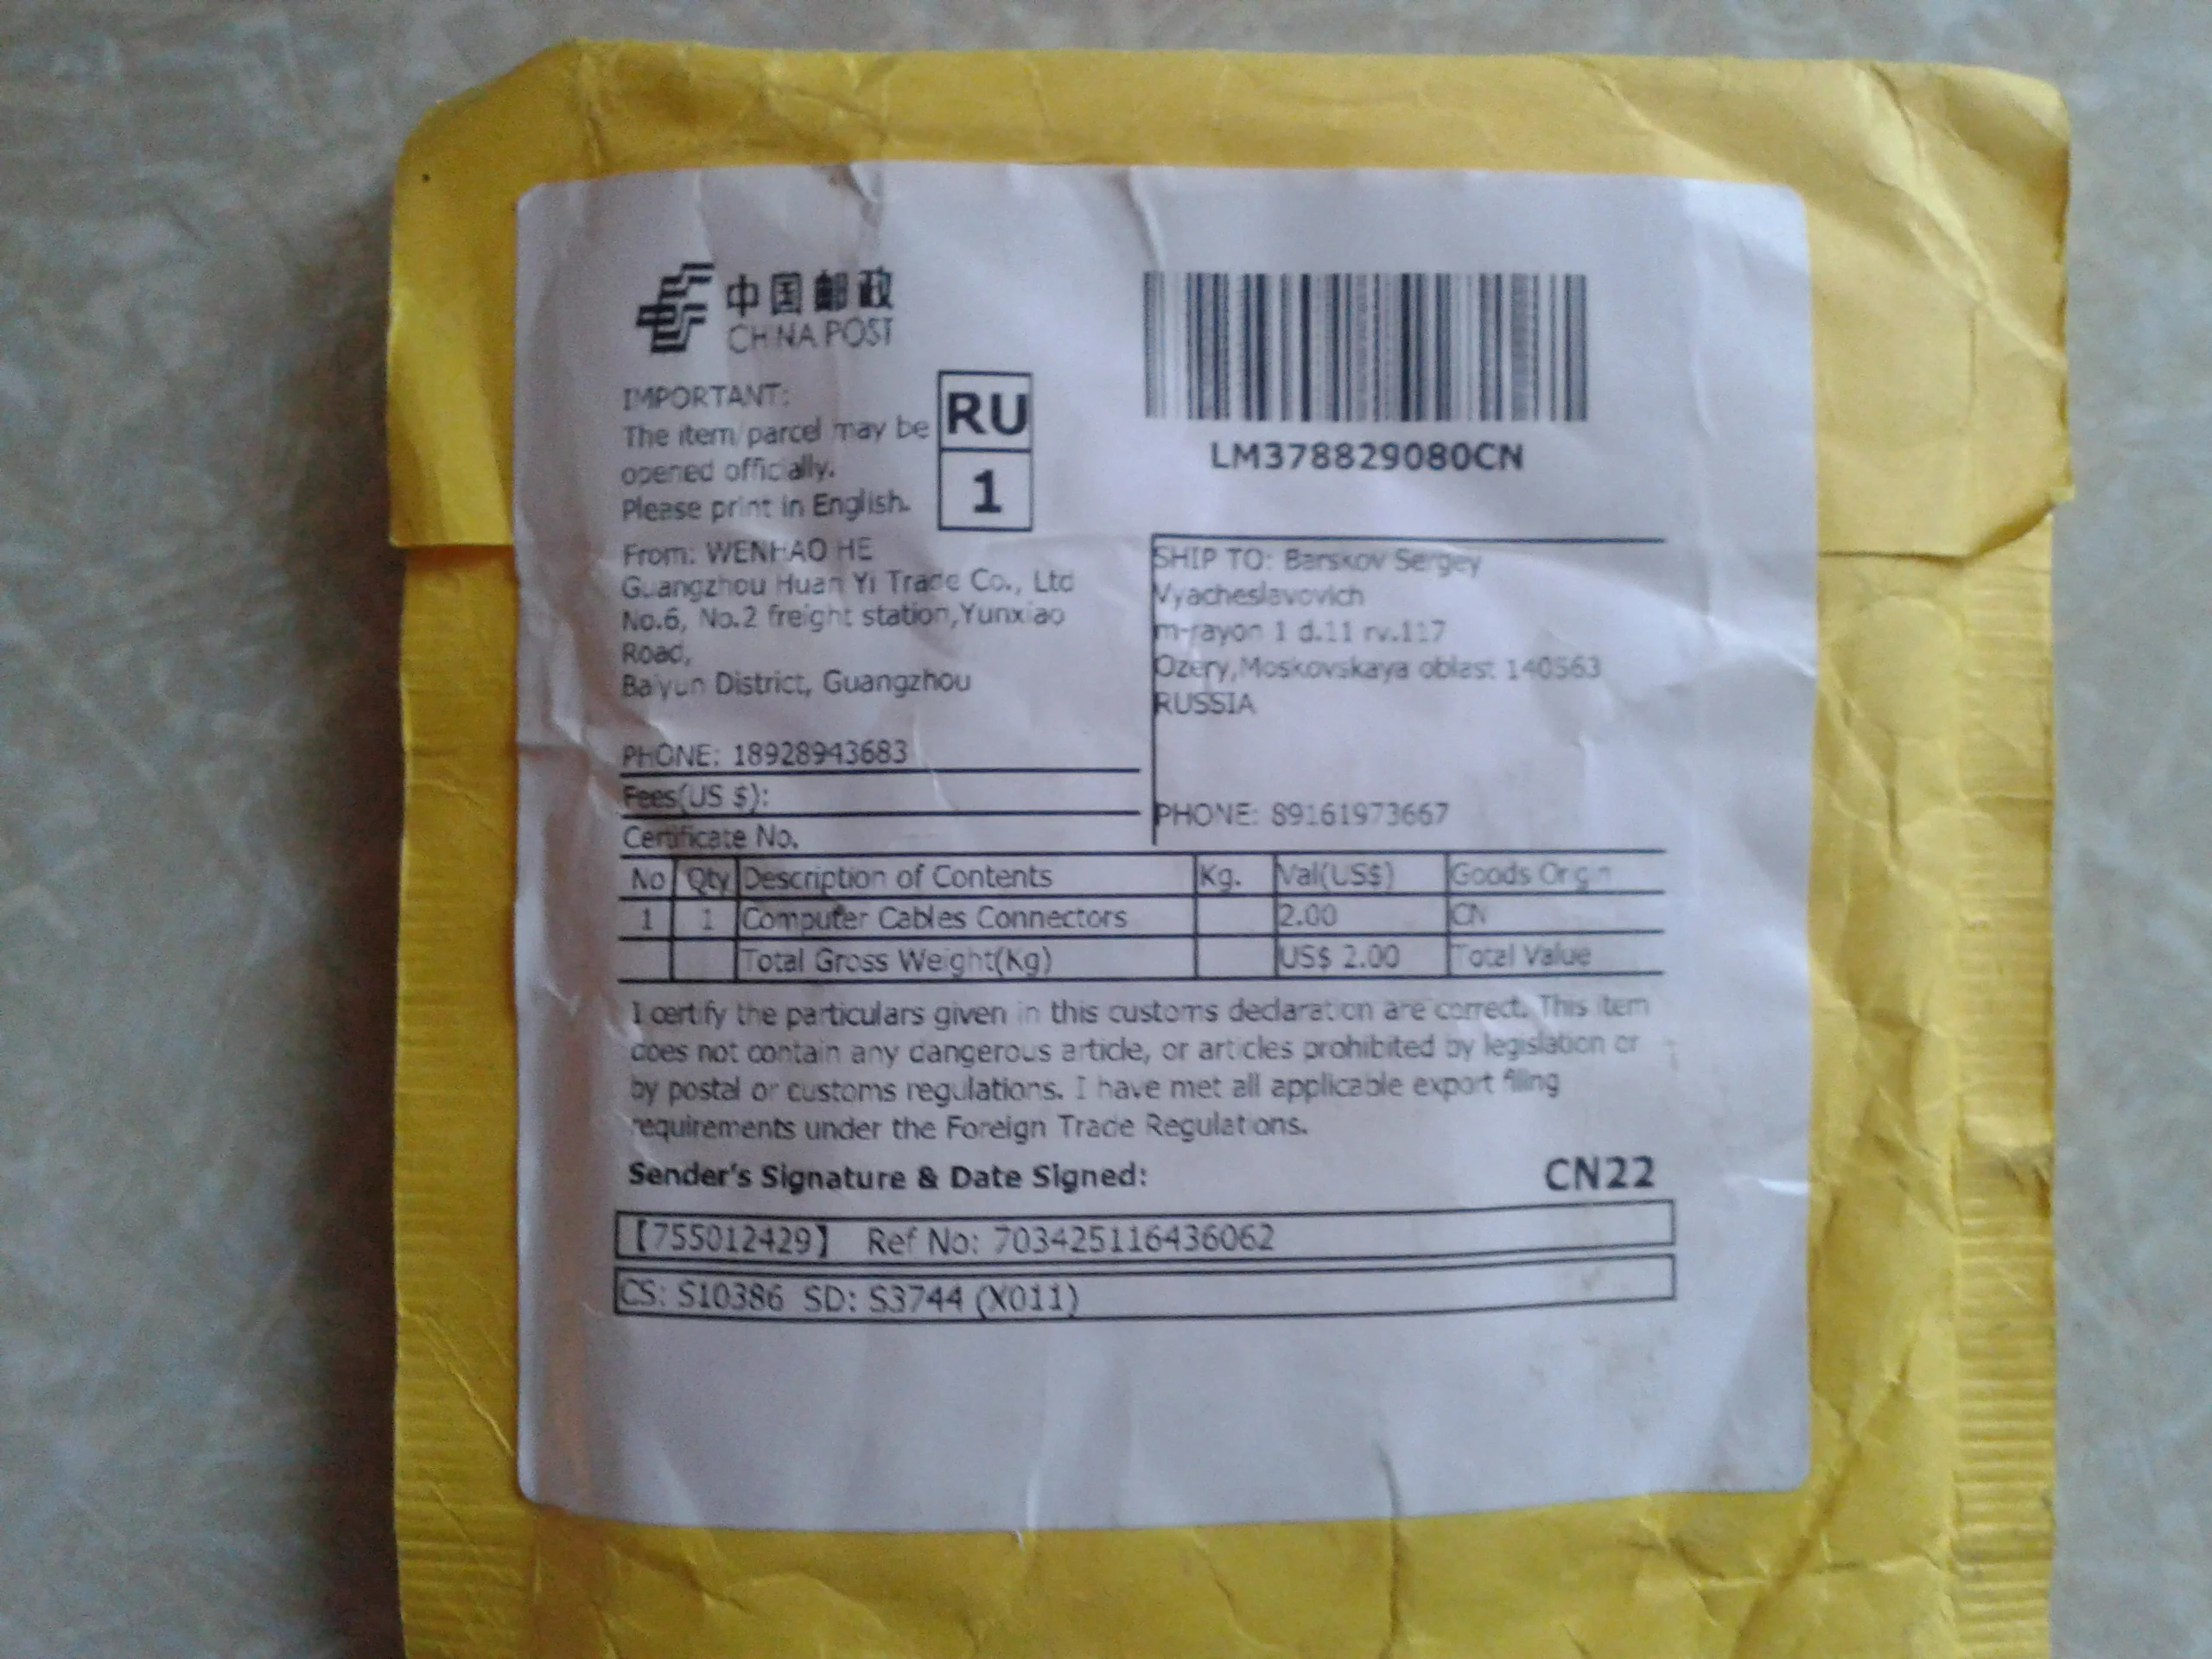 中国邮政
CHINA POST
IMPORTANT:
The item/parcel may be
opened officially.
Please print in English.
RU
1
LM378829080CN
From: WENHAO HE
Guangzhou Huan Yi Trade Co., Ltd
No.6, No.2 freight station,Yunxiao
Road,
Baiyun District, Guangzhou
PHONE: 18928943683
Fees(US $):
Certificate No.
SHIP TO: Barskov Sergey
Vyacheslavovich
m-rayon 1 d.11 rv.117
Ozery,Moskovskaya oblast 140563
RUSSIA
PHONE: 89161973667
No Qty Description of Contents Kg. Val(US$) Goods Orgin
1 1 Computer Cables Connectors 2.00 CN
Total Gross Weight(Kg) US$ 2.00 Total Value
I certify the particulars given in this customs declaration are correct. This item
does not contain any dangerous article, or articles prohibited by legislation or
by postal or customs regulations. I have met all applicable export filing
requirements under the Foreign Trade Regulations.
Sender's Signature & Date Signed: CN22
【755012429】 Ref No: 703425116436062
CS: S10386 SD: S3744 (X011)